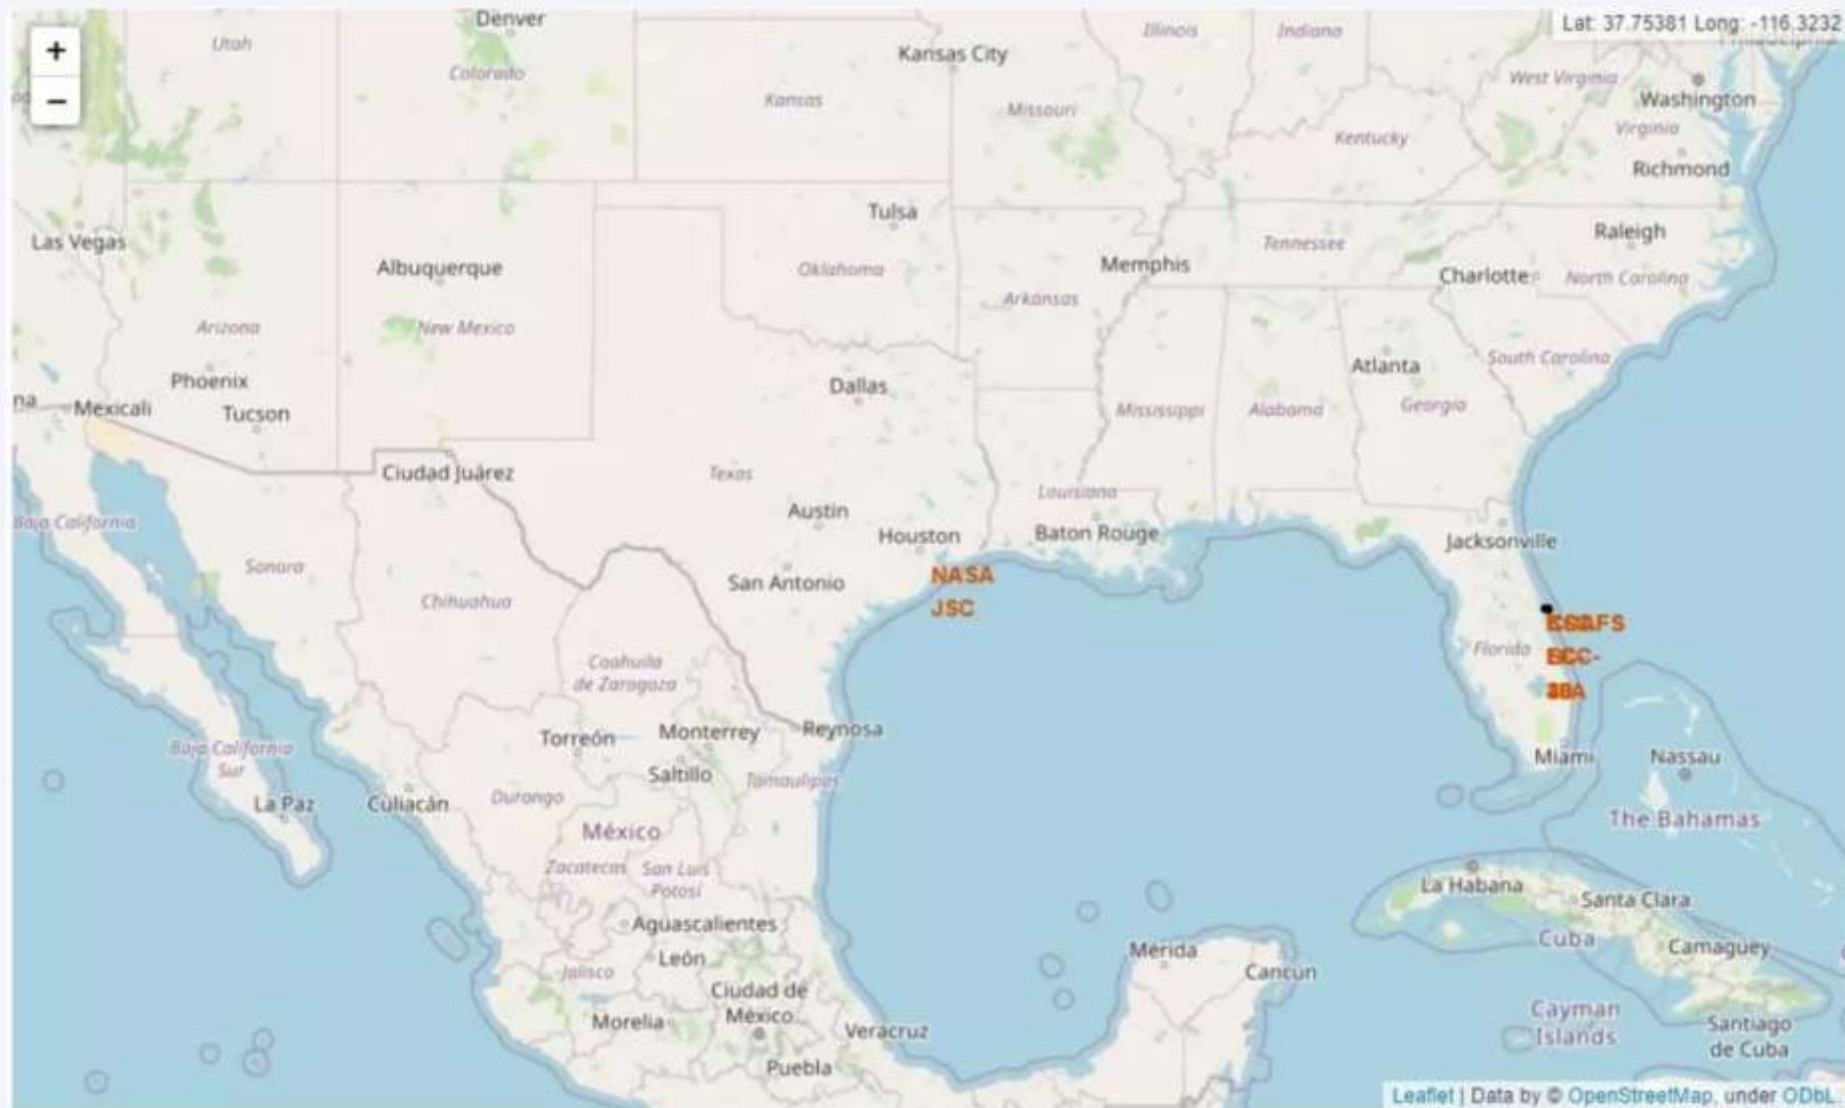 +
−
Denver
Lat: 37.75381 Long: -116.3232
Utah
Colorado
Kansas City
Illinois
Indiana
Kansas
Missouri
West Virginia
Washington
Kentucky
Virginia
Richmond
Las Vegas
Tulsa
Raleigh
Albuquerque
Oklahoma
Memphis
Tennessee
Charlotte
North Carolina
Arizona
New Mexico
Arkansas
Phoenix
Dallas
Atlanta
South Carolina
na
Mexicali
Tucson
Mississippi
Alabama
Georgia
Ciudad Juárez
Texas
Louisiana
Baja California
Austin
Houston
Baton Rouge
Jacksonville
Sonora
Chihuahua
San Antonio
NASA
JSC
Florida
Coahuila
de Zaragoza
Torreón
Monterrey
Reynosa
Baja California
Sur
Saltillo
Tamaulipas
Miami
Nassau
La Paz
Culiacán
Durango
México
The Bahamas
Zacatecas
San Luis
Potosí
La Habana
Santa Clara
Aguascalientes
Cuba
Camagüey
León
Jalisco
Mérida
Cancún
Ciudad de
México
Morelia
Veracruz
Cayman
Islands
Santiago
de Cuba
Puebla
Leaflet | Data by © OpenStreetMap, under ODbL.